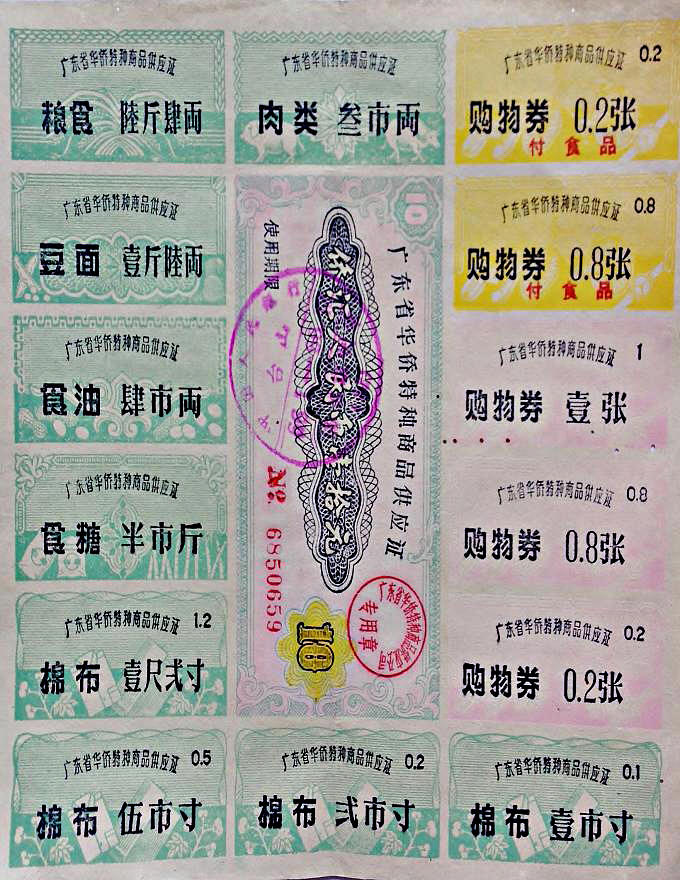 广东省华侨特种商品供应证
粮食 陸斤肆両
广东省华侨特种商品供应证
肉类 叁市両
广东省华侨特种商品供应证 0.2
购物券 0.2张
付食品
广东省华侨特种商品供应证
豆面 壹斤陸両
广东省华侨特种商品供应证 0.8
购物券 0.8张
付食品
广东省华侨特种商品供应证
食油 肆市両
广东省华侨特种商品供应证 1
购物券 壹张
广东省华侨特种商品供应证
食糖 半市斤
广东省华侨特种商品供应证 0.8
购物券 0.8张
广东省华侨特种商品供应证 1.2
棉布 壹尺弍寸
广东省华侨特种商品供应证 0.2
购物券 0.2张
10
广东省华侨特种商品供应证
侨汇人民币拾元
使用期限
№ 6850659
10
专用章
广东省华侨特种商品供应证 0.5
棉布 伍市寸
广东省华侨特种商品供应证 0.2
棉布 弍市寸
广东省华侨特种商品供应证 0.1
棉布 壹市寸